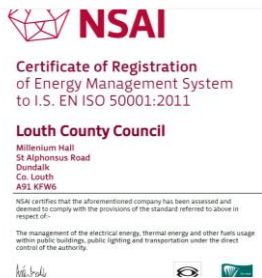 NSAI
Certificate of Registration
of Energy Management System
to I.S. EN ISO 50001:2011
Louth County Council
Millenium Hall
St Alphonsus Road
Dundalk
Co. Louth
A91 KFW6
NSAI certifies that the aforementioned company has been assessed and
deemed to comply with the provisions of the standard referred to above in
respect of:-
The management of the electrical energy, thermal energy and other fuels usage
within public buildings, public lighting and transportation under the direct
control of the authority.